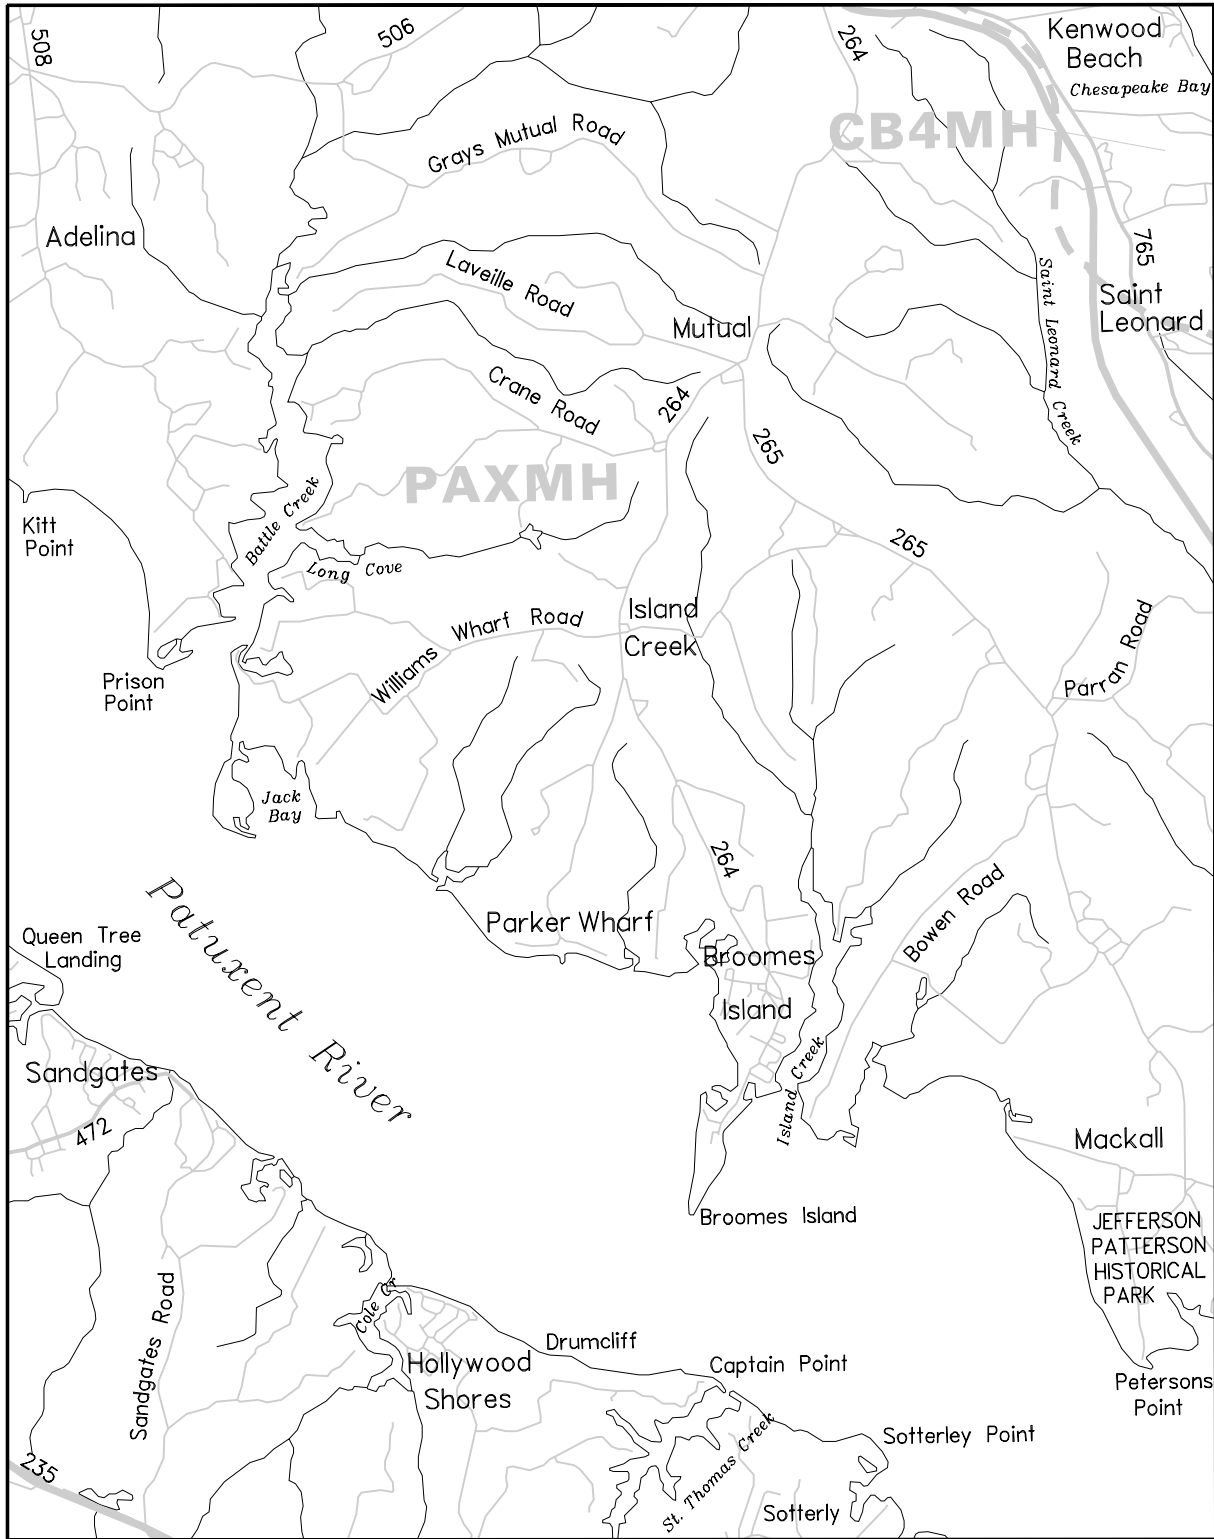 508
506
264
Kenwood
Beach
Chesapeake Bay
CB4MH
Grays Mutual Road
Adelina
765
Laveille Road
Saint Leonard Creek
Saint
Leonard
Mutual
Crane Road
264
265
PAXMH
Kitt
Point
Battle Creek
265
Long Cove
Island
Creek
Williams Wharf Road
Parran Road
Prison
Point
Jack
Bay
264
Patuxent River
Bowen Road
Parker Wharf
Queen Tree
Landing
Broomes
Island
Sandgates
472
Island Creek
Mackall
Broomes Island
JEFFERSON
PATTERSON
HISTORICAL
PARK
Sandgates Road
Cole Cr
Drumcliff
Hollywood
Shores
Captain Point
Petersons
Point
Sotterley Point
235
St. Thomas Creek
Sotterly